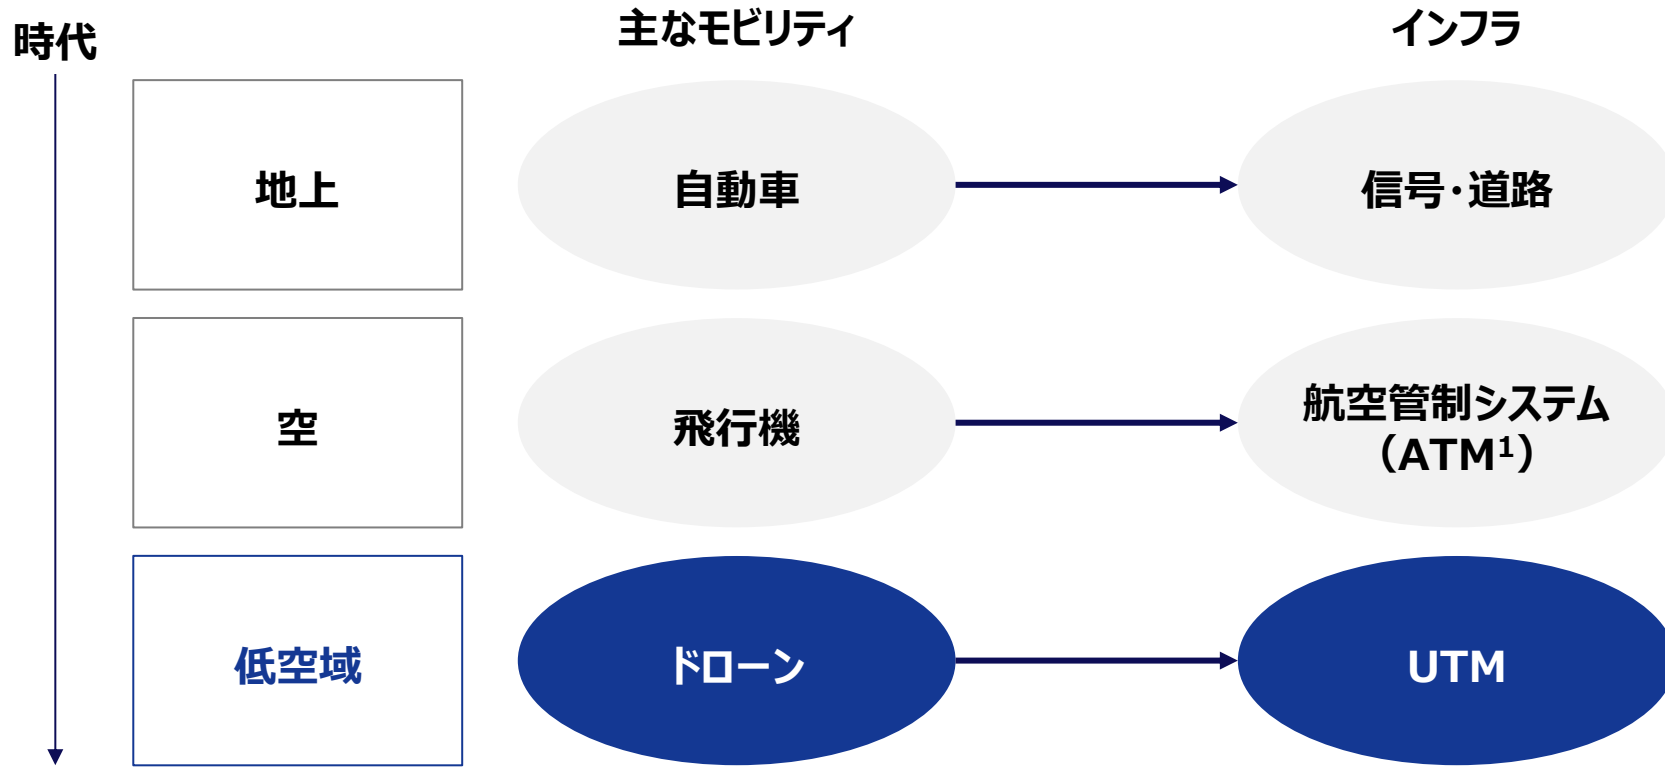 時代
主なモビリティ
インフラ
地上
自動車
信号・道路
空
飛行機
航空管制システム
（ATM¹）
低空域
ドローン
UTM